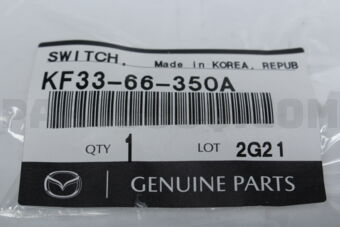 SWITCH, Made in KOREA, REPUB
KF33-66-350A
QTY 1 LOT 2G21
GENUINE PARTS